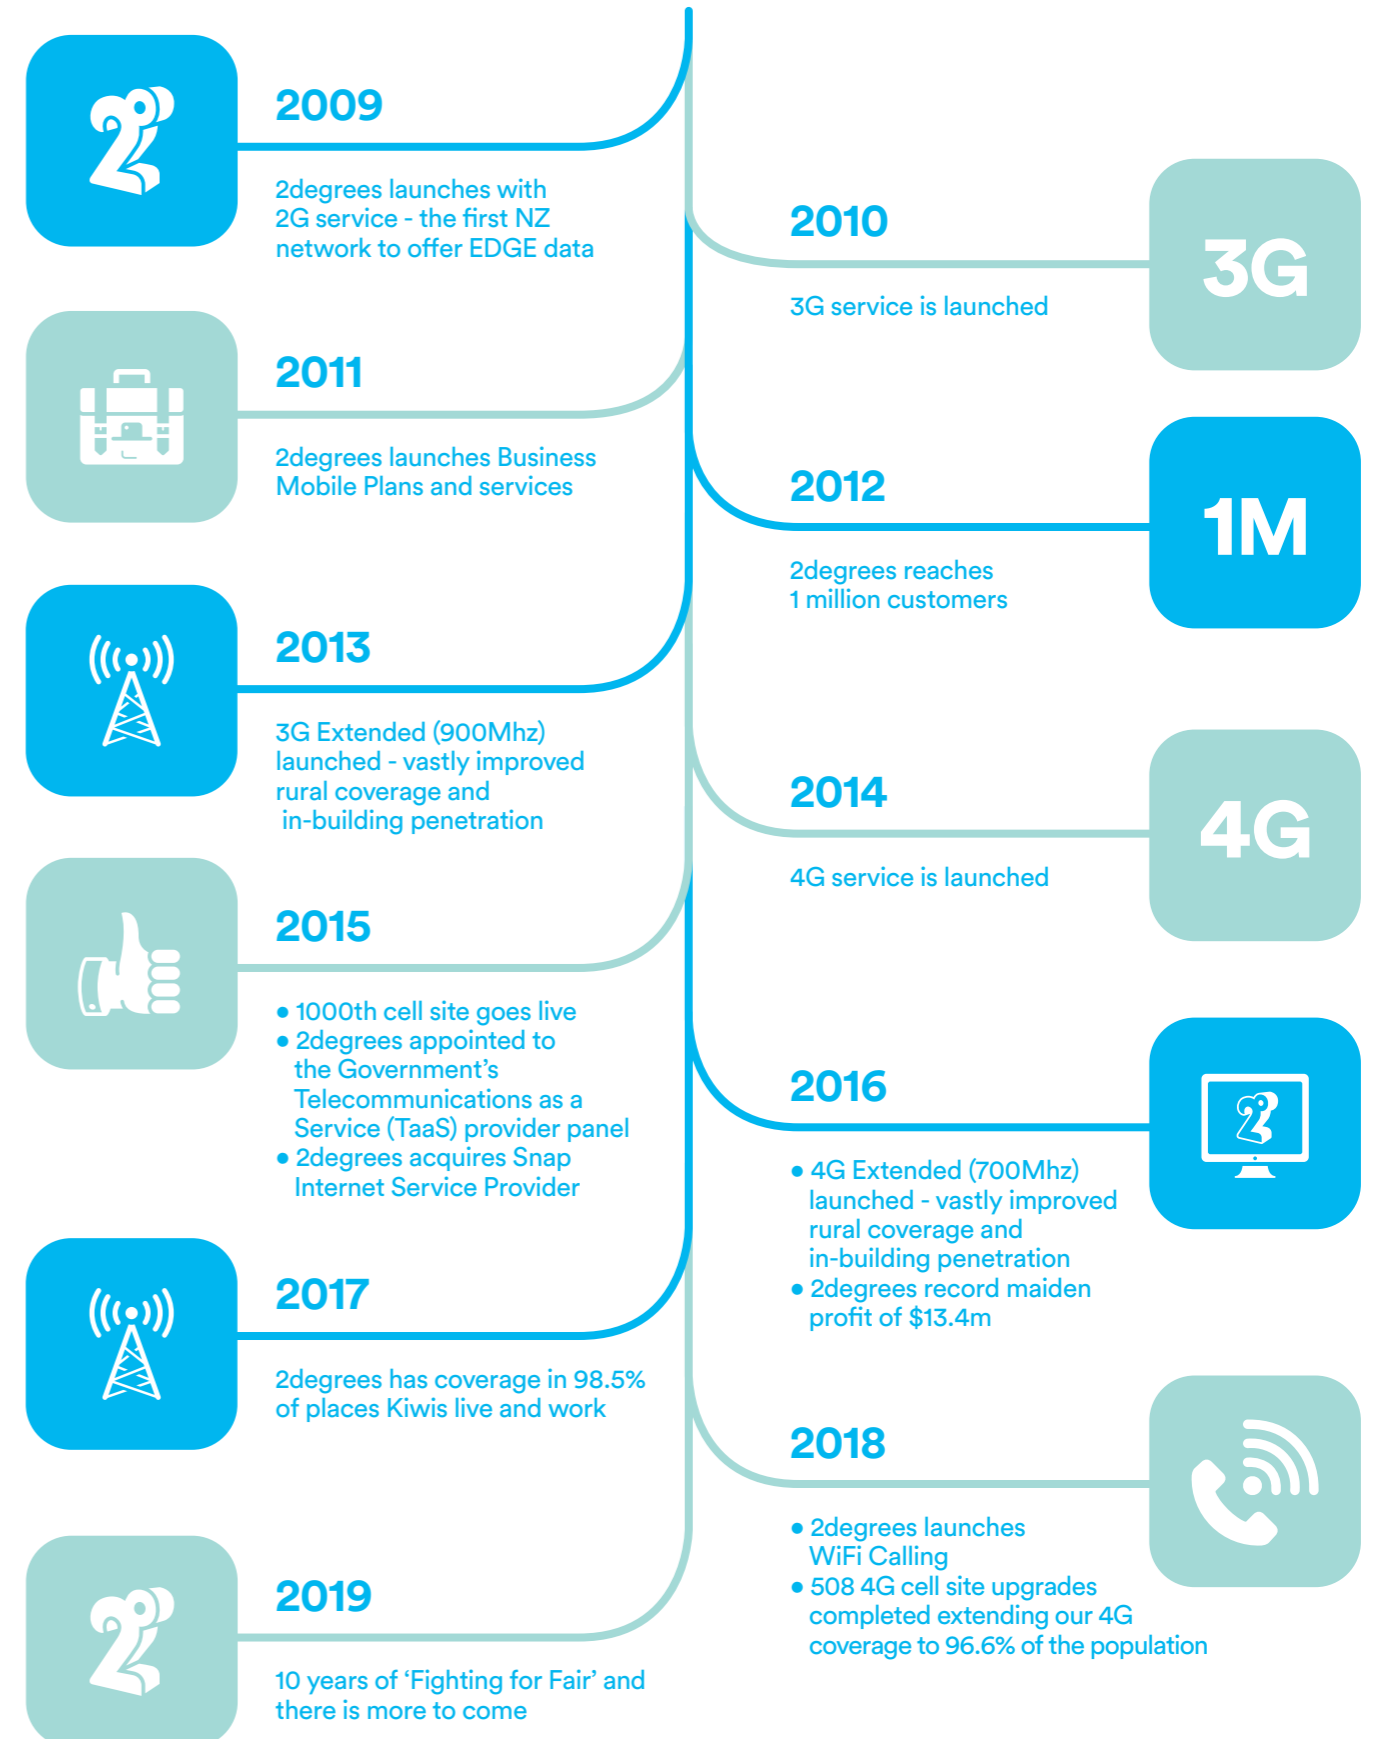 2009
2degrees launches with
2G service - the first NZ
network to offer EDGE data
2010
3G service is launched
3G
2011
2degrees launches Business
Mobile Plans and services
2012
2degrees reaches
1 million customers
1M
2013
3G Extended (900Mhz)
launched - vastly improved
rural coverage and
in-building penetration
2014
4G service is launched
4G
2015
• 1000th cell site goes live
• 2degrees appointed to
the Government’s
Telecommunications as a
Service (TaaS) provider panel
• 2degrees acquires Snap
Internet Service Provider
2016
• 4G Extended (700Mhz)
launched - vastly improved
rural coverage and
in-building penetration
• 2degrees record maiden
profit of $13.4m
2017
2degrees has coverage in 98.5%
of places Kiwis live and work
2018
• 2degrees launches
WiFi Calling
• 508 4G cell site upgrades
completed extending our 4G
coverage to 96.6% of the population
2019
10 years of ‘Fighting for Fair’ and
there is more to come